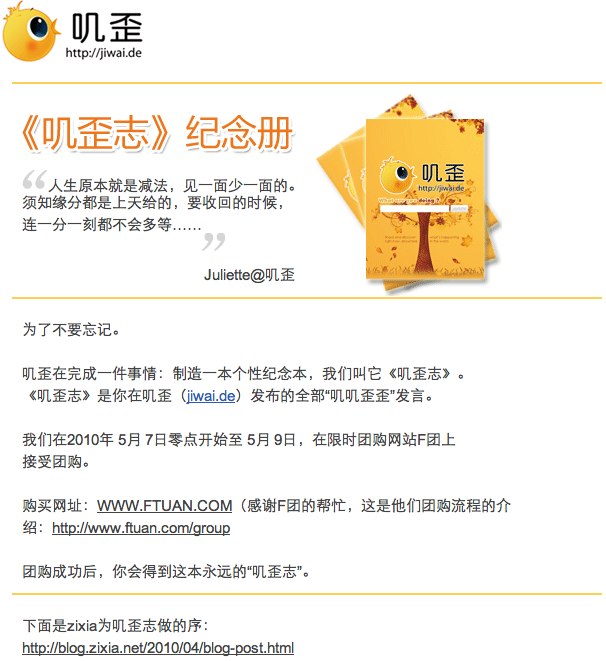 叽歪
http://jiwai.de
《叽歪志》纪念册
“人生原本就是减法，见一面少一面的。
须知缘分都是上天给的，要收回的时候，
连一分一刻都不会多等……
”
Juliette@叽歪
叽歪
http://jiwai.de
为了不要忘记。
叽歪在完成一件事情：制造一本个性纪念本，我们叫它《叽歪志》。
《叽歪志》是你在叽歪（jiwai.de）发布的全部“叽叽歪歪”发言。
我们在2010年 5月 7日零点开始至 5月 9日，在限时团购网站F团上
接受团购。
购买网址：WWW.FTUAN.COM（感谢F团的帮忙，这是他们团购流程的介
绍：http://www.ftuan.com/group
团购成功后，你会得到这本永远的“叽歪志”。
下面是zixia为叽歪志做的序：
http://blog.zixia.net/2010/04/blog-post.html